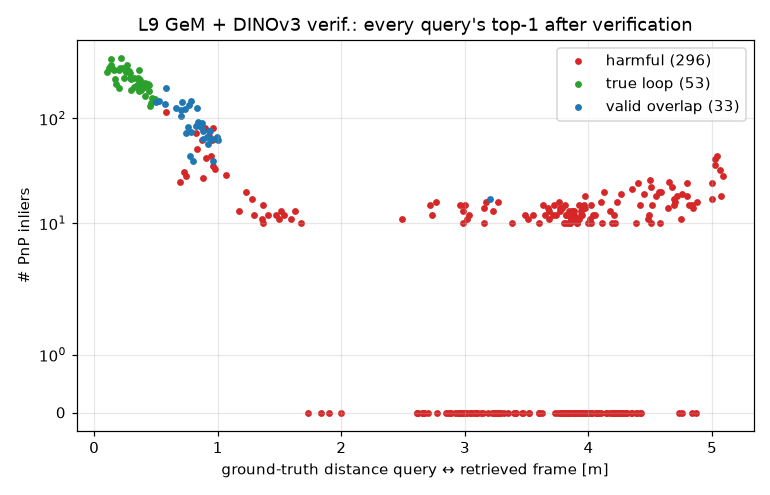 L9 GeM + DINOv3 verif.: every query's top-1 after verification
harmful (296)
true loop (53)
valid overlap (33)
# PnP inliers
10²
10¹
10⁰
0
0 1 2 3 4 5
ground-truth distance query ↔ retrieved frame [m]